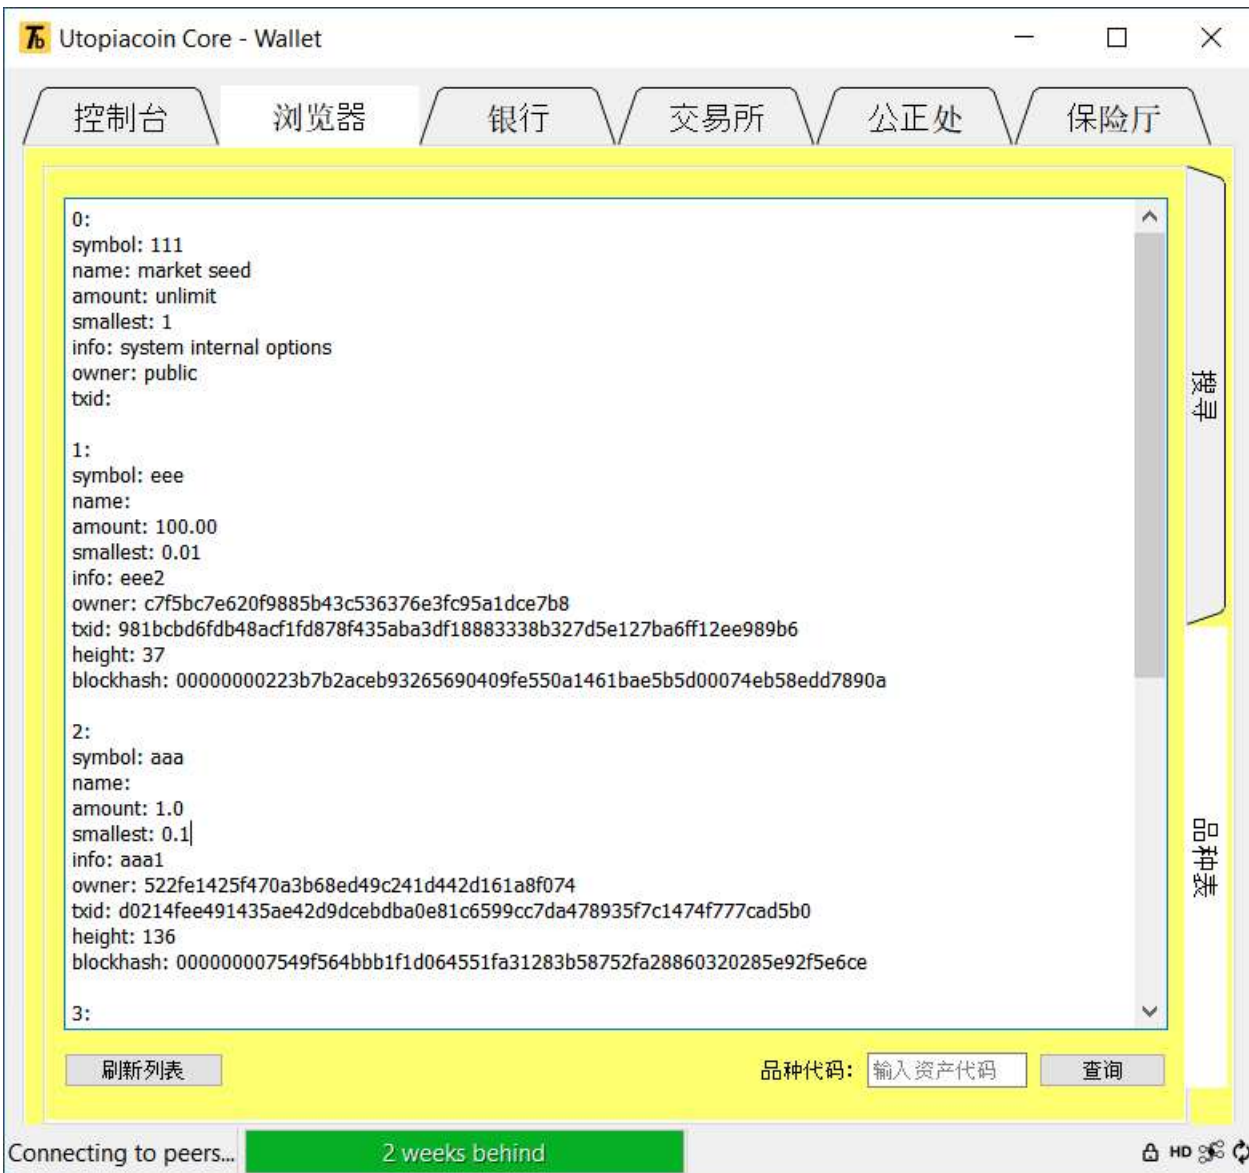 Utopiacoin Core - Wallet
控制台 浏览器 银行 交易所 公正处 保险厅
0:
symbol: 111
name: market seed
amount: unlimit
smallest: 1
info: system internal options
owner: public
txid:
1:
symbol: eee
name:
amount: 100.00
smallest: 0.01
info: eee2
owner: c7f5bc7e620f9885b43c536376e3fc95a1dce7b8
txid: 981bcbd6fdb48acf1fd878f435aba3df18883338b327d5e127ba6ff12ee989b6
height: 37
blockhash: 00000000223b7b2aceb93265690409fe550a1461bae5b5d00074eb58edd7890a
2:
symbol: aaa
name:
amount: 1.0
smallest: 0.1
info: aaa1
owner: 522fe1425f470a3b68ed49c241d442d161a8f074
txid: d0214fee491435ae42d9dcebdba0e81c6599cc7da478935f7c1474f777cad5b0
height: 136
blockhash: 000000007549f564bbb1f1d064551fa31283b58752fa28860320285e92f5e6ce
3:
搜寻
品种表
刷新列表 品种代码: 输入资产代码 查询
Connecting to peers... 2 weeks behind HD